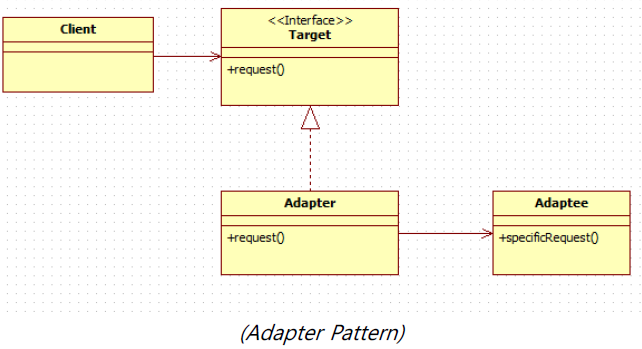 Client
<<Interface>>
Target
+request()
Adapter
+request()
Adaptee
+specificRequest()
(Adapter Pattern)